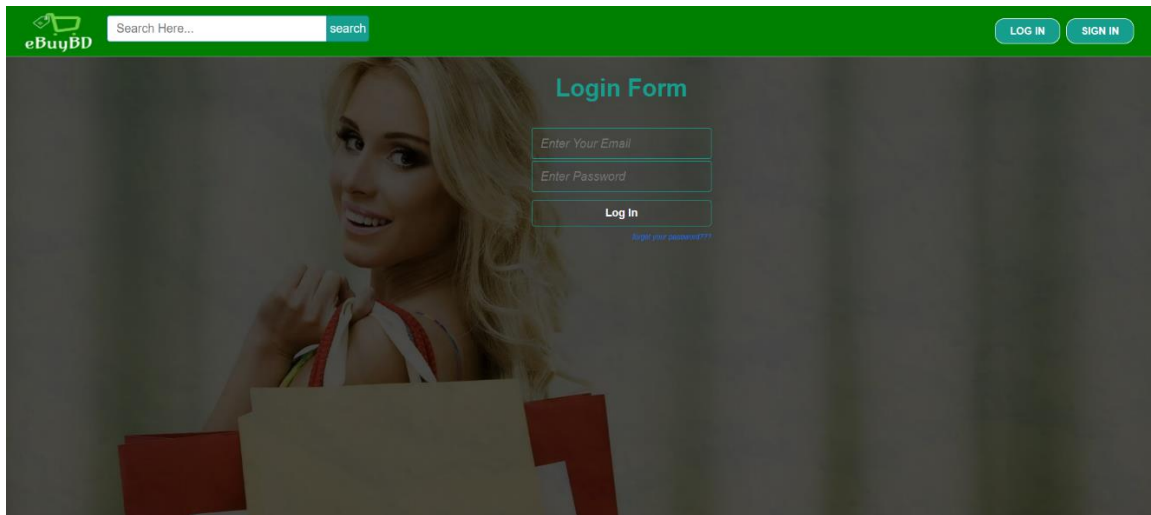 eBuyBD
Search Here...
search
LOG IN
SIGN IN
Login Form
Enter Your Email
Enter Password
Log In
forget your password???